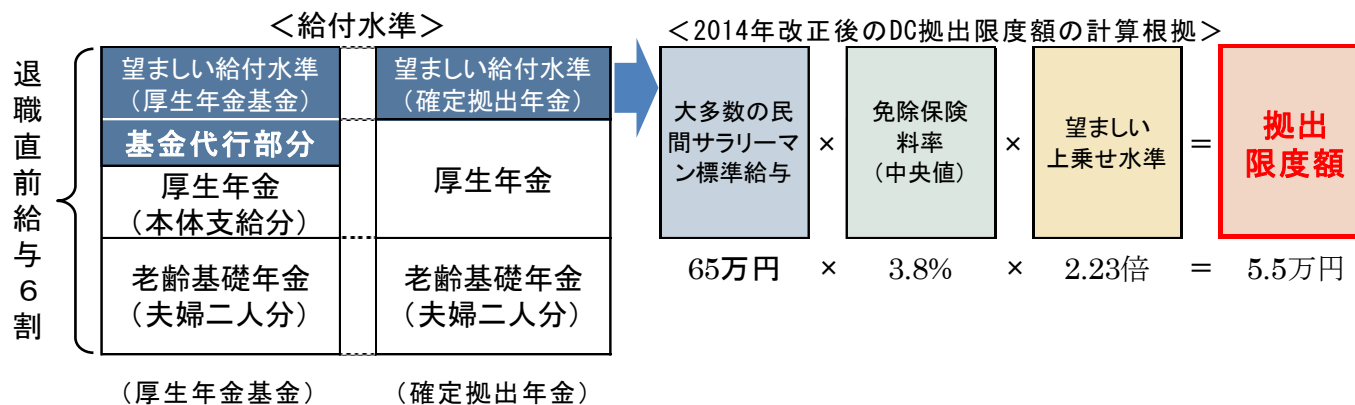 ＜給付水準＞
退職直前給与６割
望ましい給付水準
（厚生年金基金）
基金代行部分
厚生年金
（本体支給分）
老齢基礎年金
（夫婦二人分）
（厚生年金基金）
望ましい給付水準
（確定拠出年金）
厚生年金
老齢基礎年金
（夫婦二人分）
（確定拠出年金）
＜2014年改正後のDC拠出限度額の計算根拠＞
大多数の民
間サラリーマ
ン標準給与
×
免除保険
料率
（中央値）
×
望ましい
上乗せ水準
＝
拠出
限度額
65万円 × 3.8% × 2.23倍 = 5.5万円